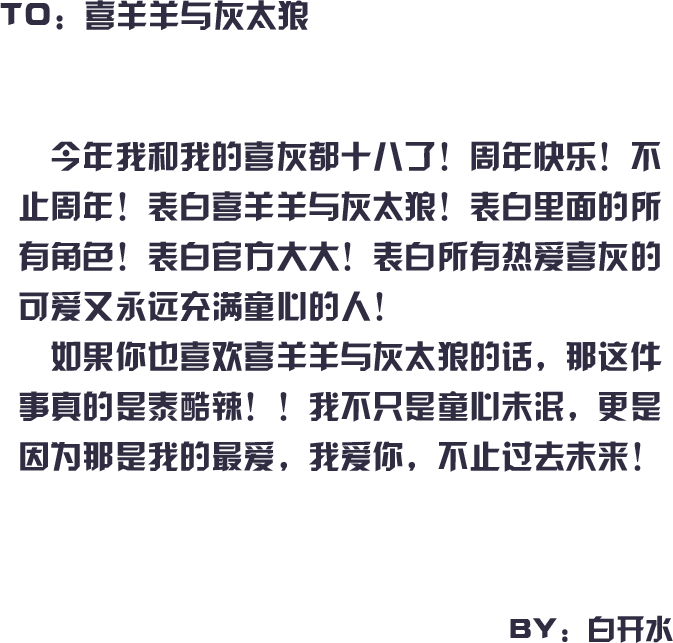 TO：喜羊羊与灰太狼
今年我和我的喜灰都十八了！周年快乐！不
止周年！表白喜羊羊与灰太狼！表白里面的所
有角色！表白官方大大！表白所有热爱喜灰的
可爱又永远充满童心的人！
如果你也喜欢喜羊羊与灰太狼的话，那这件
事真的是泰酷辣！！我不只是童心未泯，更是
因为那是我的最爱，我爱你，不止过去未来！
BY：白开水